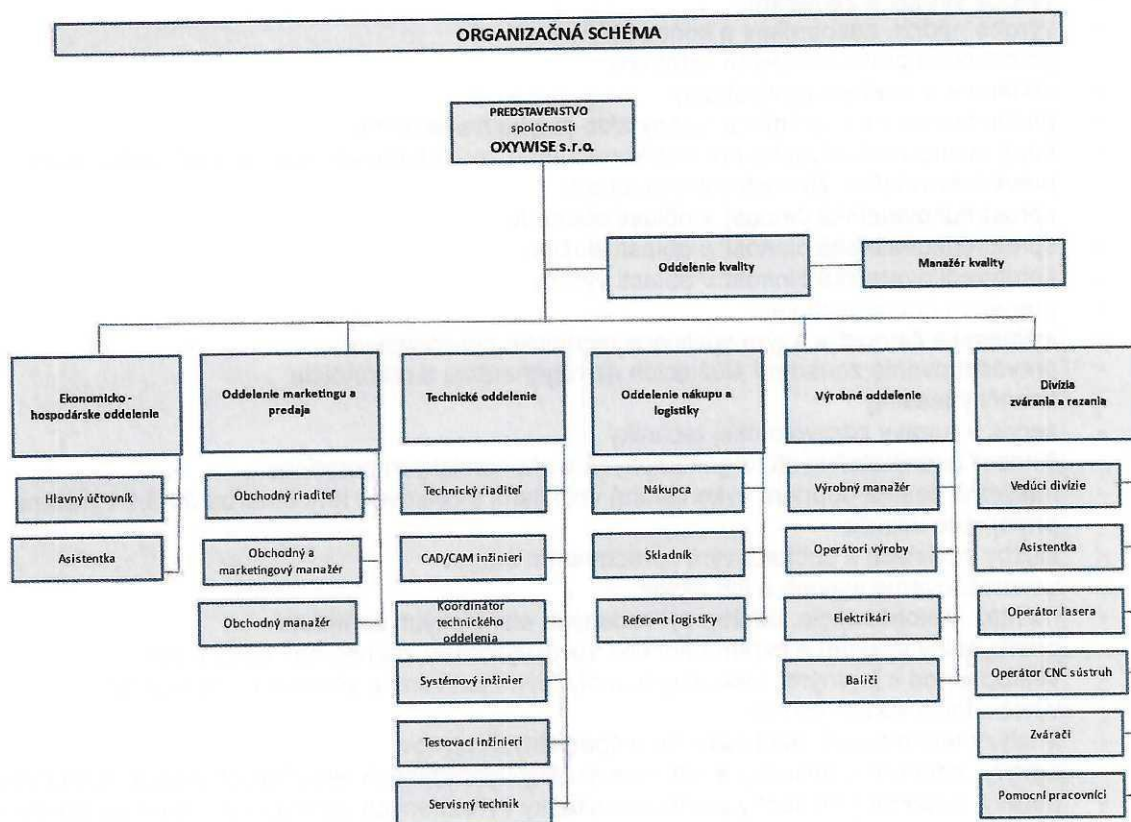 ORGANIZAČNÁ SCHÉMA
PREDSTAVENSTVO
spoločnosti
OXYWISE s.r.o.
Oddelenie kvality
Manažér kvality
Ekonomicko -
hospodárske oddelenie
Hlavný účtovník
Asistentka
Oddelenie marketingu a
predaja
Obchodný riaditeľ
Obchodný a
marketingový manažér
Obchodný manažér
Technické oddelenie
Technický riaditeľ
CAD/CAM inžinieri
Koordinátor
technického
oddelenia
Systémový inžinier
Testovací inžinieri
Servisný technik
Oddelenie nákupu a
logistiky
Nákupca
Skladník
Referent logistiky
Výrobné oddelenie
Výrobný manažér
Operátori výroby
Elektrikári
Baliči
Divízia
zvárania a rezania
Vedúci divízie
Asistentka
Operátor lasera
Operátor CNC sústruh
Zvárači
Pomocní pracovníci